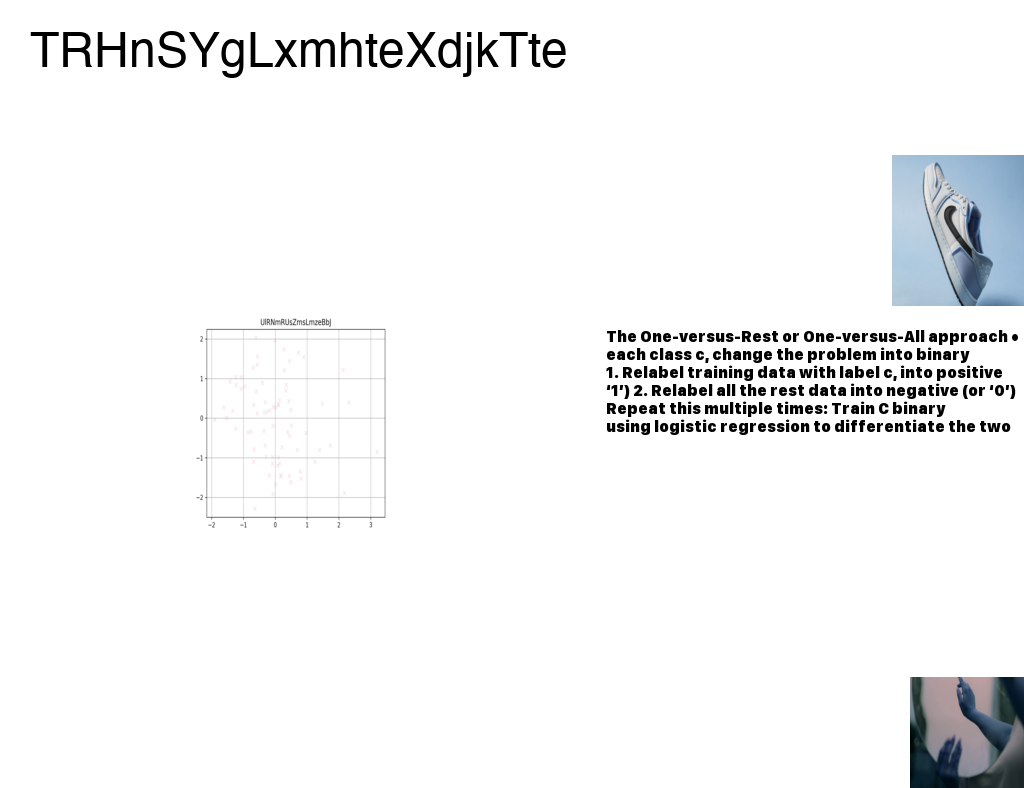 TRHnSYgLxmhteXdjkTte
UlRNmRUsZmsLmzeBbJ
2
1
0
−1
−2
−2 −1 0 1 2 3
The One-versus-Rest or One-versus-All approach •
each class c, change the problem into binary
1. Relabel training data with label c, into positive
‘1’) 2. Relabel all the rest data into negative (or ‘0’)
Repeat this multiple times: Train C binary
using logistic regression to differentiate the two